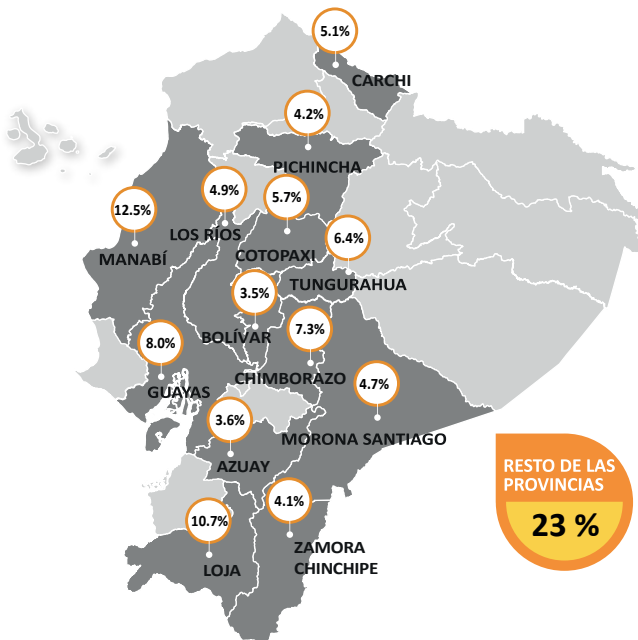 5.1%
CARCHI
4.2%
PICHINCHA
4.9%
LOS RÍOS
5.7%
COTOPAXI
12.5%
MANABÍ
6.4%
TUNGURAHUA
3.5%
BOLÍVAR
7.3%
CHIMBORAZO
8.0%
GUAYAS
4.7%
MORONA SANTIAGO
3.6%
AZUAY
RESTO DE LAS
PROVINCIAS
23 %
4.1%
ZAMORA
CHINCHIPE
10.7%
LOJA